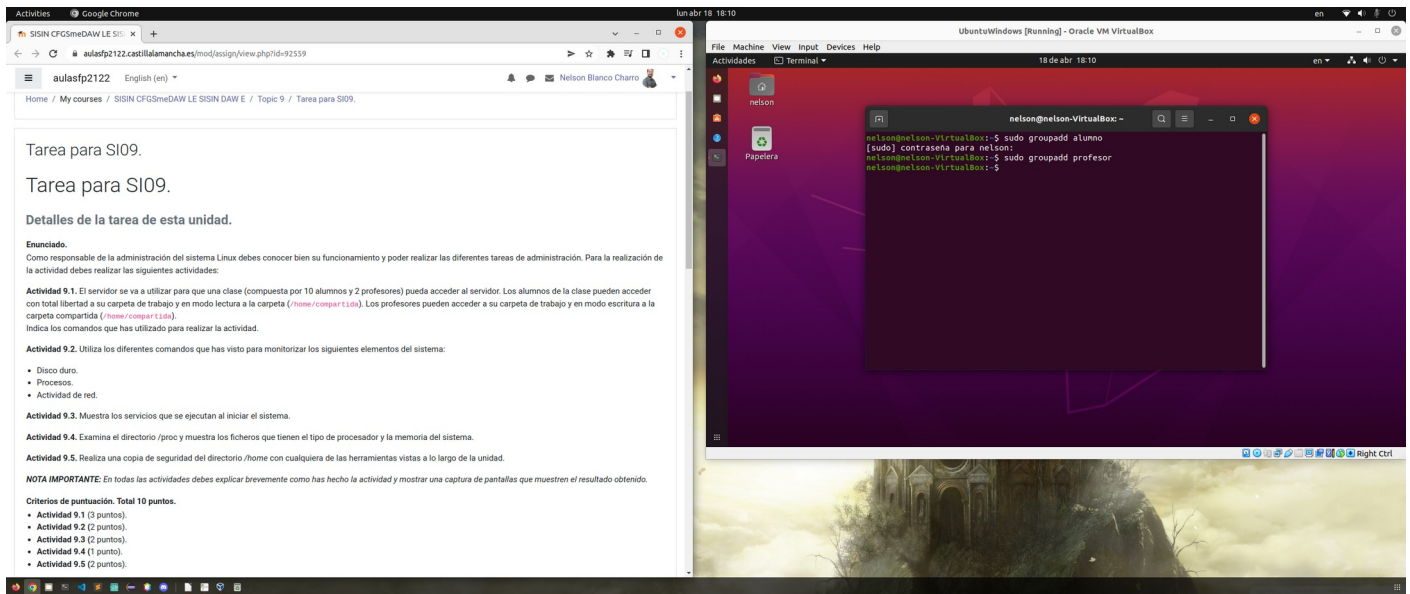 Activities Google Chrome lun abr 18 18:10 en
SISIN CFGSmeDAW LE SIS
aulasfp2122.castillalamancha.es/mod/assign/view.php?id=92559
aulasfp2122 English (en) Nelson Blanco Charro
Home / My courses / SISIN CFGSmeDAW LE SISIN DAW E / Topic 9 / Tarea para SI09.
Tarea para SI09.
Tarea para SI09.
Detalles de la tarea de esta unidad.
Enunciado.
Como responsable de la administración del sistema Linux debes conocer bien su funcionamiento y poder realizar las diferentes tareas de administración. Para la realización de
la actividad debes realizar las siguientes actividades:
Actividad 9.1. El servidor se va a utilizar para que una clase (compuesta por 10 alumnos y 2 profesores) pueda acceder al servidor. Los alumnos de la clase pueden acceder
con total libertad a su carpeta de trabajo y en modo lectura a la carpeta (/home/compartida). Los profesores pueden acceder a su carpeta de trabajo y en modo escritura a la
carpeta compartida (/home/compartida).
Indica los comandos que has utilizado para realizar la actividad.
Actividad 9.2. Utiliza los diferentes comandos que has visto para monitorizar los siguientes elementos del sistema:
• Disco duro.
• Procesos.
• Actividad de red.
Actividad 9.3. Muestra los servicios que se ejecutan al iniciar el sistema.
Actividad 9.4. Examina el directorio /proc y muestra los ficheros que tienen el tipo de procesador y la memoria del sistema.
Actividad 9.5. Realiza una copia de seguridad del directorio /home con cualquiera de las herramientas vistas a lo largo de la unidad.
NOTA IMPORTANTE: En todas las actividades debes explicar brevemente como has hecho la actividad y mostrar una captura de pantallas que muestren el resultado obtenido.
Criterios de puntuación. Total 10 puntos.
• Actividad 9.1 (3 puntos).
• Actividad 9.2 (2 puntos).
• Actividad 9.3 (2 puntos).
• Actividad 9.4 (1 punto).
• Actividad 9.5 (2 puntos).
UbuntuWindows [Running] - Oracle VM VirtualBox
File Machine View Input Devices Help
Actividades Terminal 18 de abr 18:10 en
nelson
Papelera
nelson@nelson-VirtualBox: ~
nelson@nelson-VirtualBox:~$ sudo groupadd alumno
[sudo] contraseña para nelson:
nelson@nelson-VirtualBox:~$ sudo groupadd profesor
nelson@nelson-VirtualBox:~$
Right Ctrl